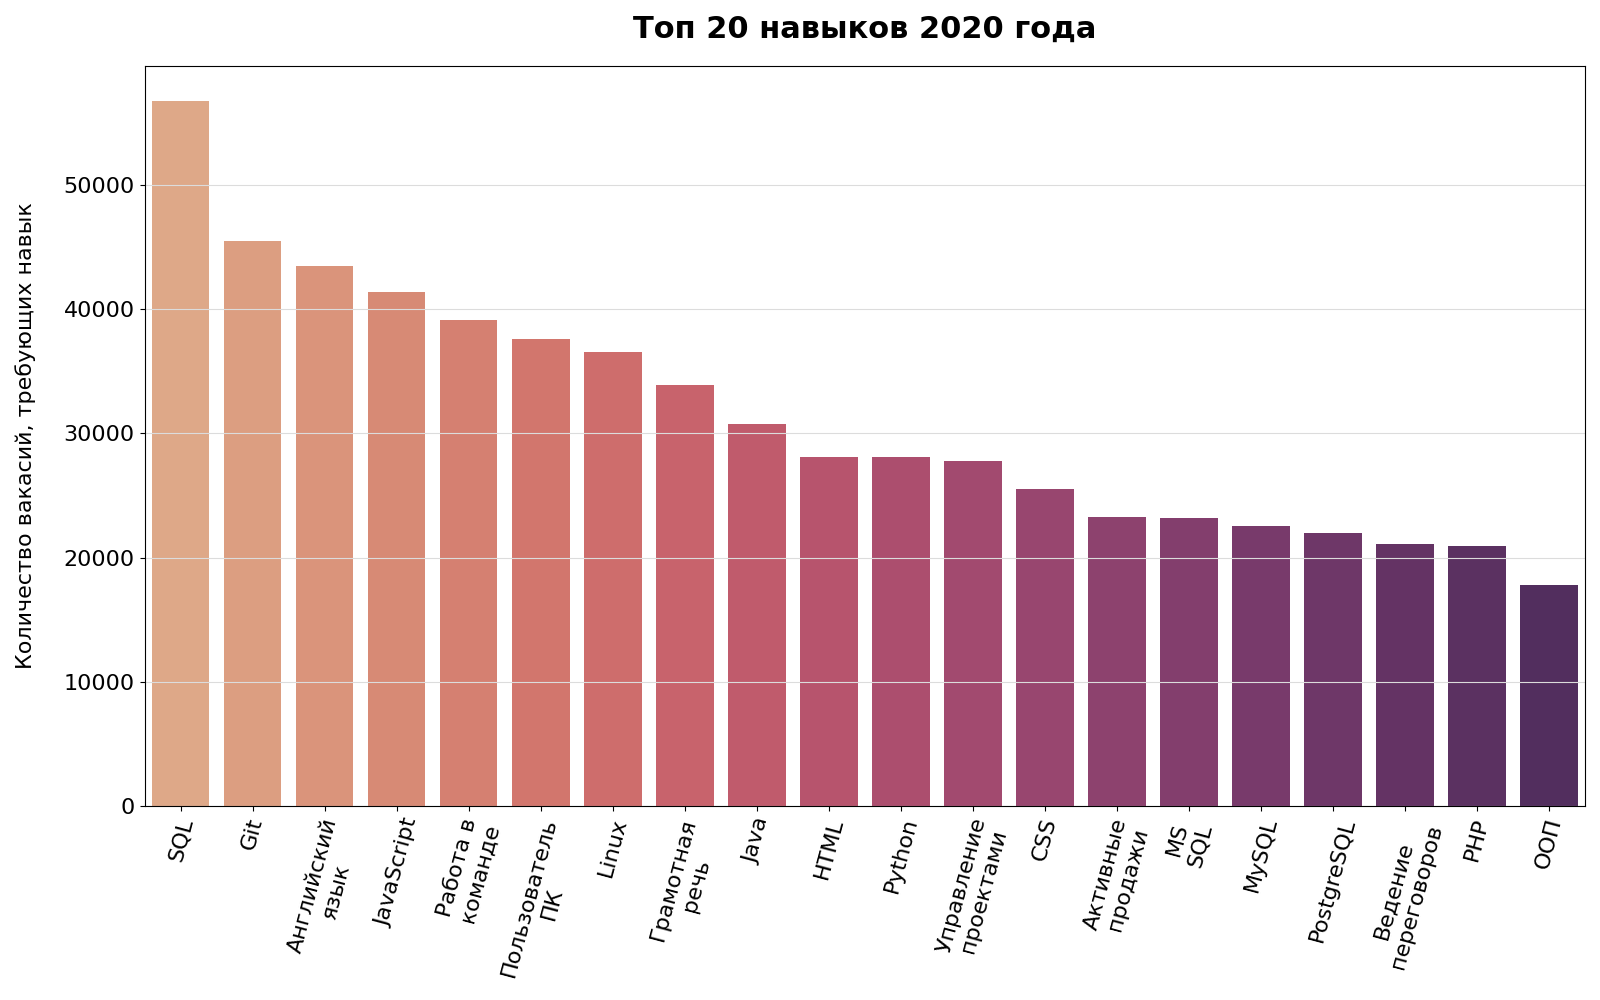 Топ 20 навыков 2020 года
Количество вакасий, требующих навык
50000
40000
30000
20000
10000
0
SQL
Git
Английский
язык
JavaScript
Работа в
команде
Пользователь
ПК
Linux
Грамотная
речь
Java
HTML
Python
Управление
проектами
CSS
Активные
продажи
MS
SQL
MySQL
PostgreSQL
Ведение
переговоров
PHP
ООП